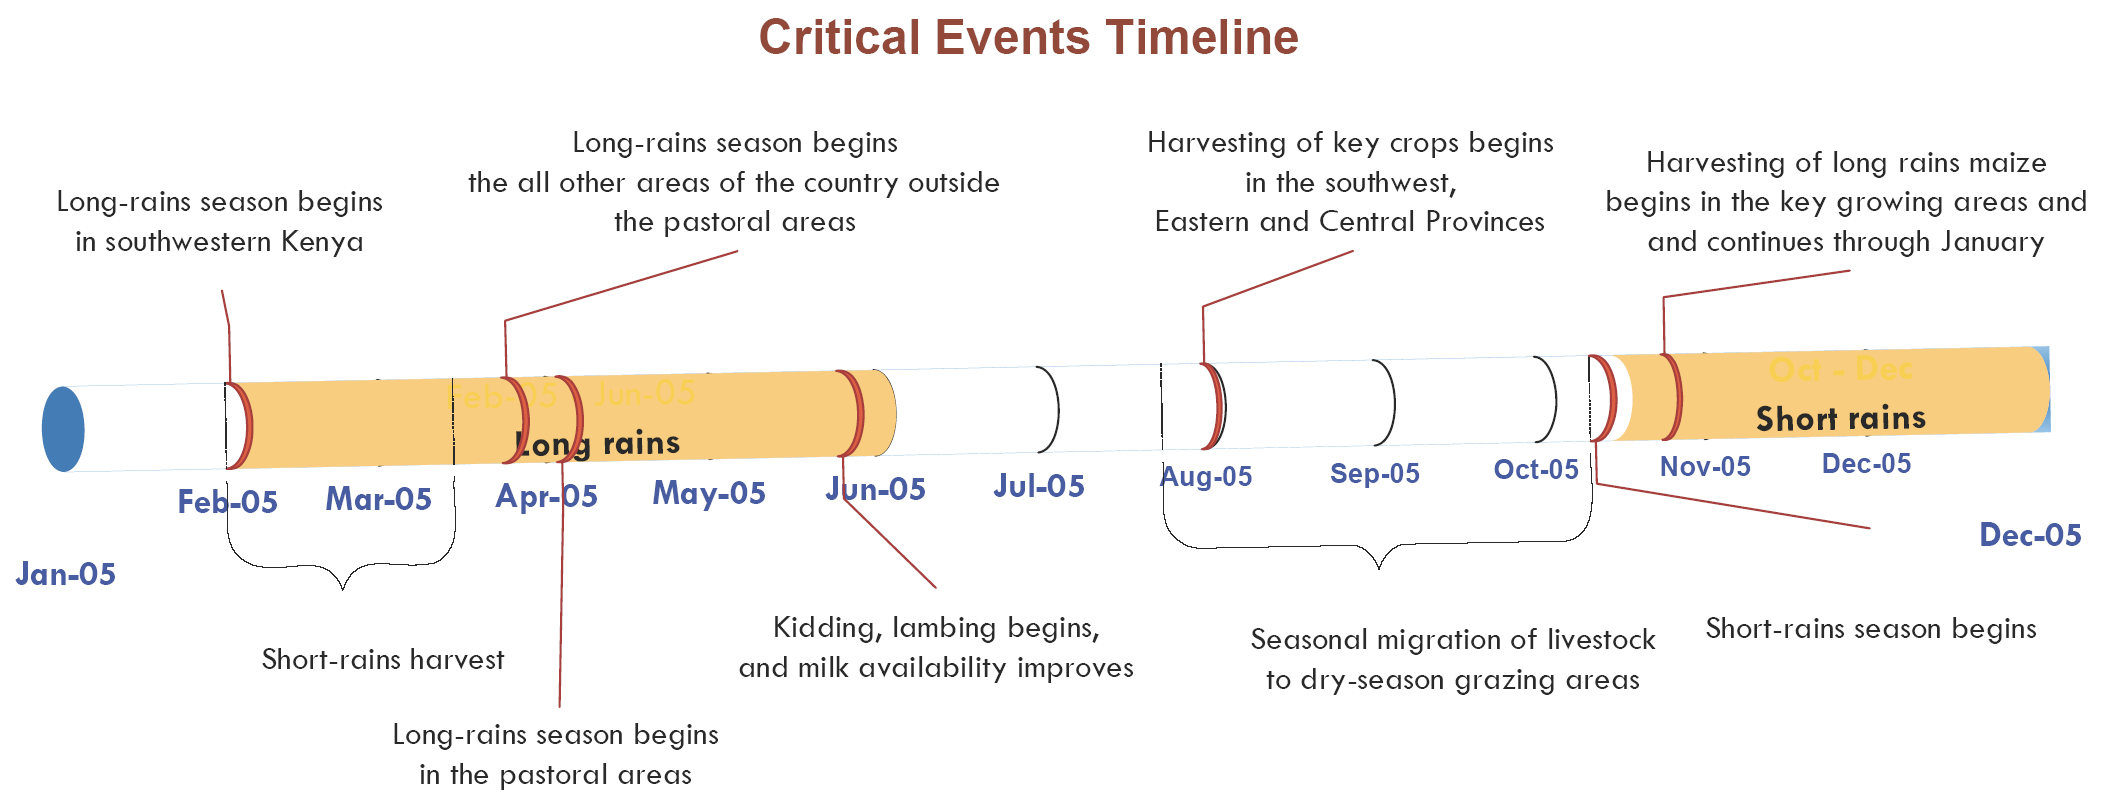 Critical Events Timeline
Long-rains season begins
in southwestern Kenya
Long-rains season begins
the all other areas of the country outside
the pastoral areas
Harvesting of key crops begins
in the southwest,
Eastern and Central Provinces
Harvesting of long rains maize
begins in the key growing areas and
and continues through January
Feb-05 Jun-05
Long rains
Oct - Dec
Short rains
Jan-05
Feb-05
Mar-05
Apr-05
May-05
Jun-05
Jul-05
Aug-05
Sep-05
Oct-05
Nov-05
Dec-05
Dec-05
Short-rains harvest
Long-rains season begins
in the pastoral areas
Kidding, lambing begins,
and milk availability improves
Seasonal migration of livestock
to dry-season grazing areas
Short-rains season begins